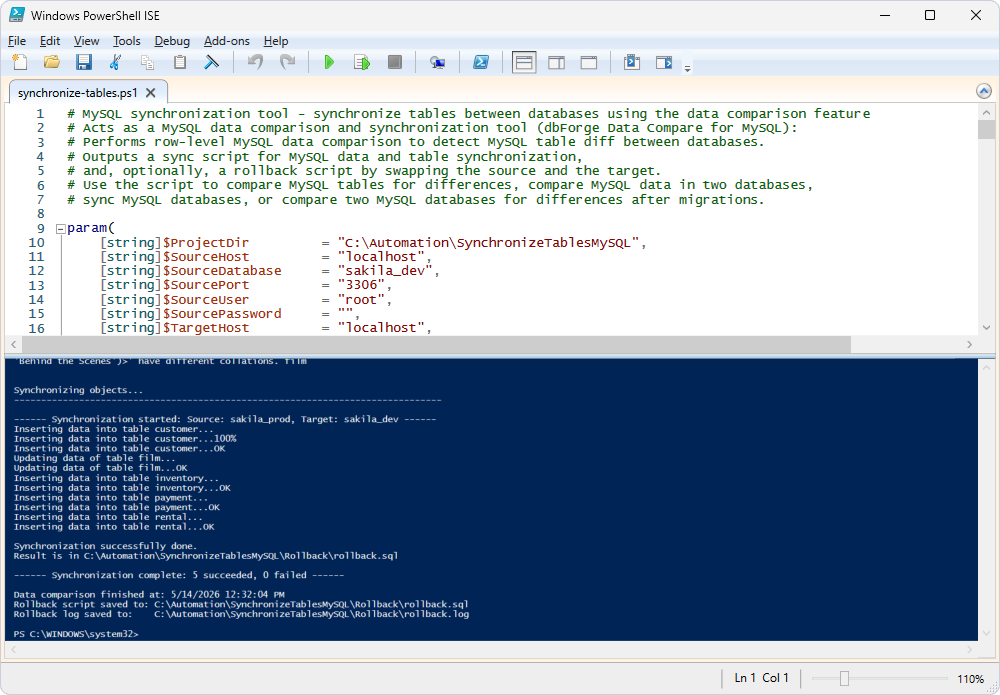 Windows PowerShell ISE
File Edit View Tools Debug Add-ons Help
synchronize-tables.ps1
1 # MySQL synchronization tool - synchronize tables between databases using the data comparison feature
2 # Acts as a MySQL data comparison and synchronization tool (dbForge Data Compare for MySQL):
3 # Performs row-level MySQL data comparison to detect MySQL table diff between databases.
4 # Outputs a sync script for MySQL data and table synchronization,
5 # and, optionally, a rollback script by swapping the source and the target.
6 # Use the script to compare MySQL tables for differences, compare MySQL data in two databases,
7 # sync MySQL databases, or compare two MySQL databases for differences after migrations.
8
9 param(
10 [string]$ProjectDir = "C:\Automation\SynchronizeTablesMySQL",
11 [string]$SourceHost = "localhost",
12 [string]$SourceDatabase = "sakila_dev",
13 [string]$SourcePort = "3306",
14 [string]$SourceUser = "root",
15 [string]$SourcePassword = "",
16 [string]$TargetHost = "localhost",
'Behind the Scenes')>' have different collations. film
Synchronizing objects...
--------------------------------------------------------------------------------
------ Synchronization started: Source: sakila_prod, Target: sakila_dev ------
Inserting data into table customer...
Inserting data into table customer...100%
Inserting data into table customer...OK
Updating data of table film...
Updating data of table film...OK
Inserting data into table inventory...
Inserting data into table inventory...OK
Inserting data into table payment...
Inserting data into table payment...OK
Inserting data into table rental...
Inserting data into table rental...OK
Synchronization successfully done.
Result is in C:\Automation\SynchronizeTablesMySQL\Rollback\rollback.sql
------ Synchronization complete: 5 succeeded, 0 failed ------
Data comparison finished at: 5/14/2026 12:32:04 PM
Rollback script saved to: C:\Automation\SynchronizeTablesMySQL\Rollback\rollback.sql
Rollback log saved to: C:\Automation\SynchronizeTablesMySQL\Rollback\rollback.log
PS C:\WINDOWS\system32>
Ln 1 Col 1 110%